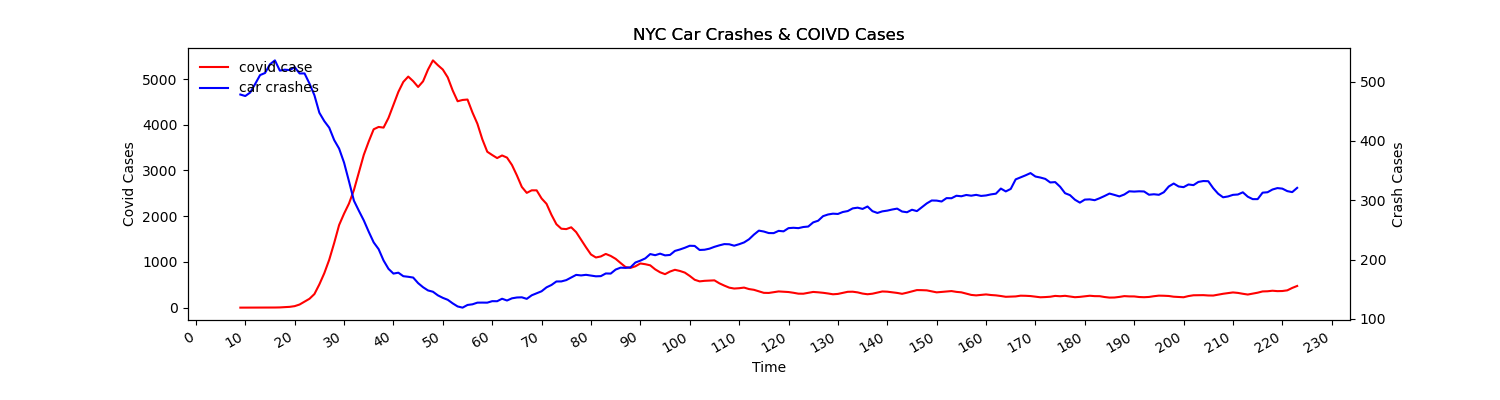 NYC Car Crashes & COIVD Cases
covid case
car crashes
Covid Cases
5000
4000
3000
2000
1000
0
500
400
300
200
100
Crash Cases
0 10 20 30 40 50 60 70 80 90 100 110 120 130 140 150 160 170 180 190 200 210 220 230
Time